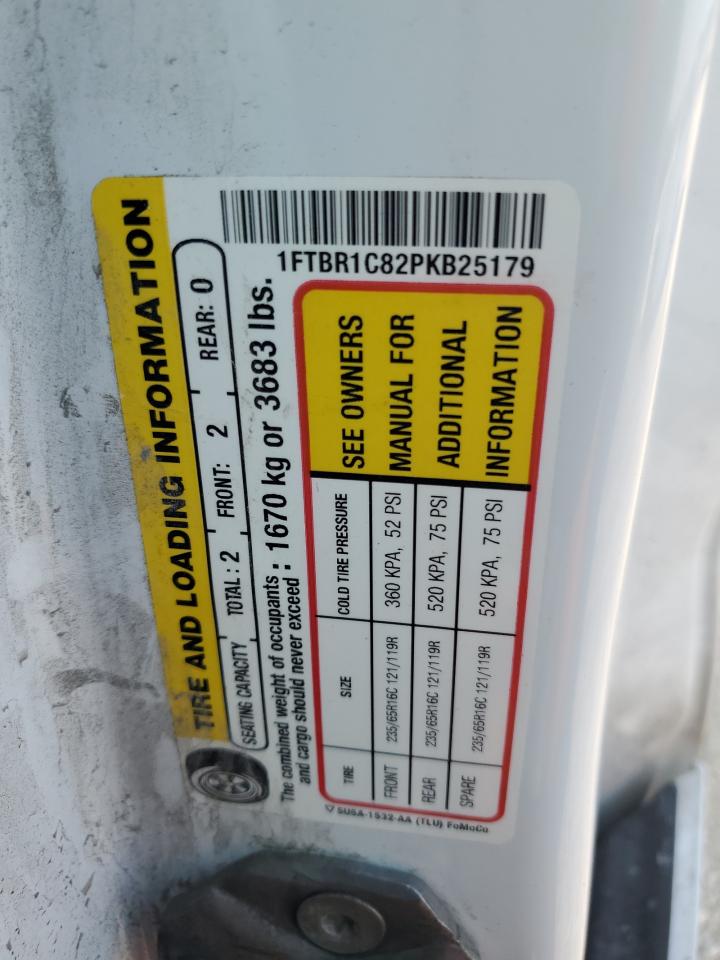 TIRE AND LOADING INFORMATION
SEATING CAPACITY TOTAL : 2 FRONT: 2 REAR: 0
The combined weight of occupants and cargo should never exceed : 1670 kg or 3683 lbs.
1FTBR1C82PKB25179
TIRE SIZE COLD TIRE PRESSURE
FRONT 235/65R16C 121/119R 360 KPA, 52 PSI
REAR 235/65R16C 121/119R 520 KPA, 75 PSI
SPARE 235/65R16C 121/119R 520 KPA, 75 PSI
SEE OWNERS
MANUAL FOR
ADDITIONAL
INFORMATION
5U5A-1532-AA (TLU) FoMoCo